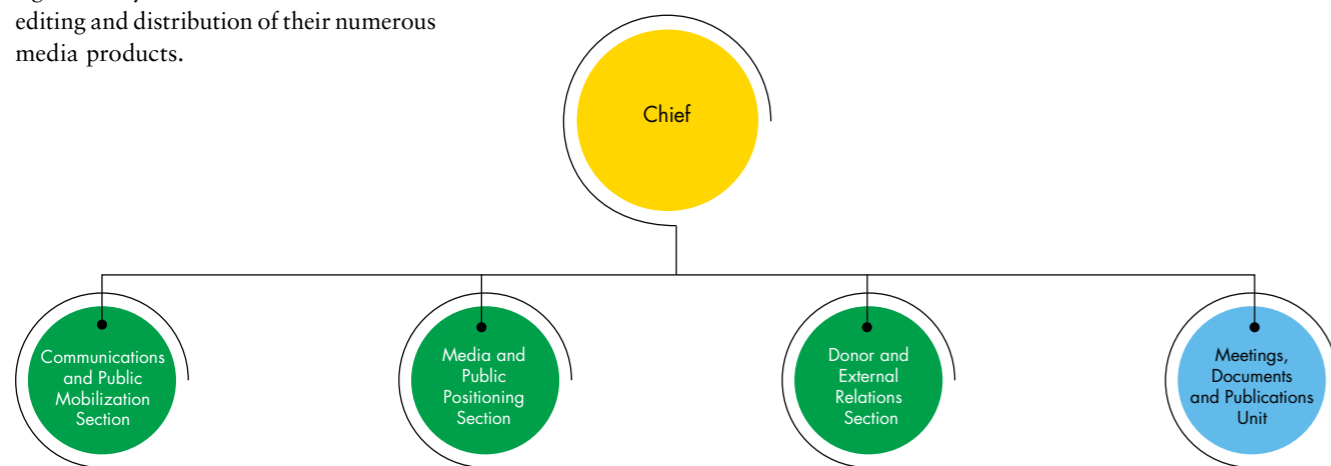 editing and distribution of their numerous
media products.
Chief
Communications
and Public
Mobilization
Section
Media and
Public
Positioning
Section
Donor and
External
Relations
Section
Meetings,
Documents
and Publications
Unit